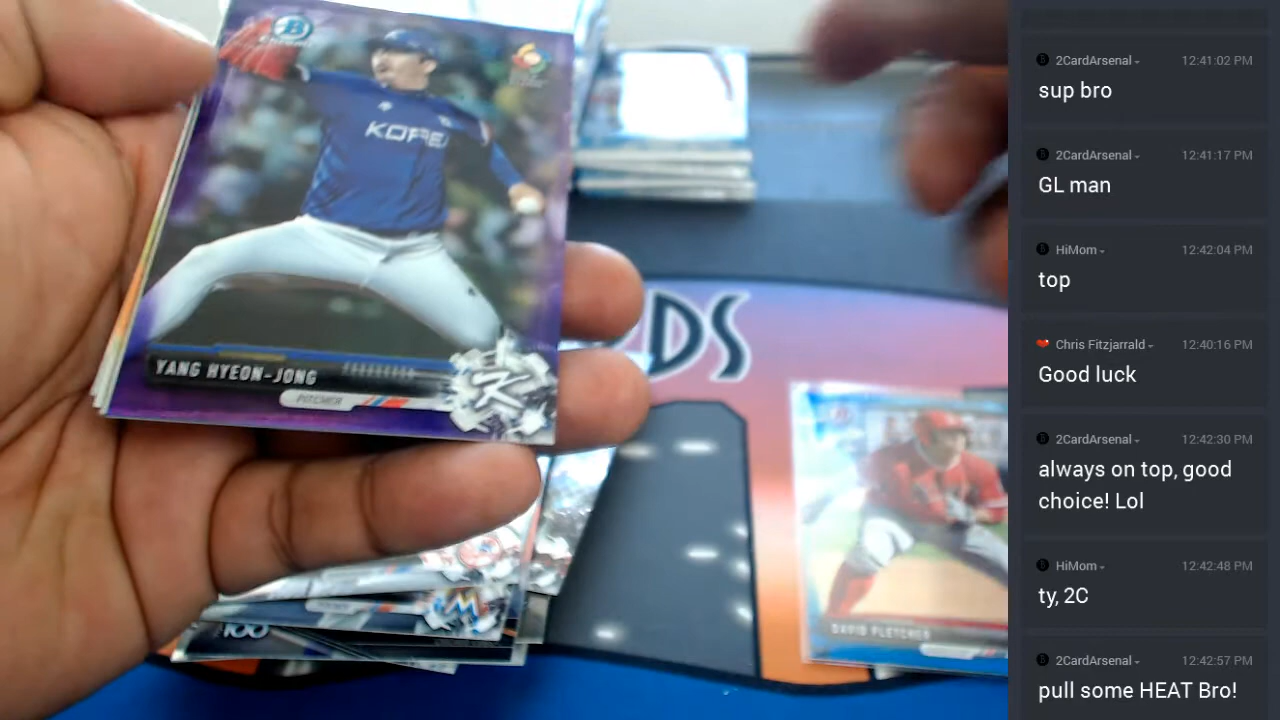 B
CHROME
KOREA
YANG HYEON-JONG
PITCHER
K
RDS
100
DAVID FLETCHER
2CardArsenal 12:41:02 PM
sup bro
2CardArsenal 12:41:17 PM
GL man
HiMom 12:42:04 PM
top
Chris Fitzjarrald 12:40:16 PM
Good luck
2CardArsenal 12:42:30 PM
always on top, good
choice! Lol
HiMom 12:42:48 PM
ty, 2C
2CardArsenal 12:42:57 PM
pull some HEAT Bro!